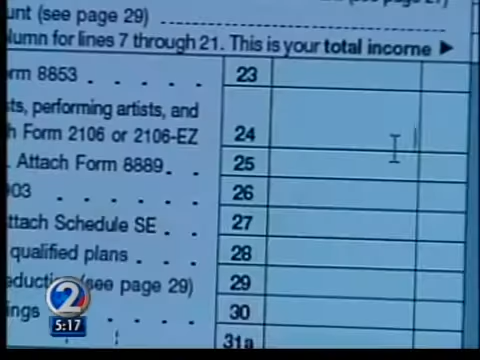 unt (see page 29)
lumn for lines 7 through 21. This is your total income ▶
rm 8853 . . . . . 23
ts, performing artists, and
h Form 2106 or 2106-EZ 24
. Attach Form 8889 . . 25
03 . . . . . . 26
ttach Schedule SE . . 27
qualified plans . . . 28
eduction (see page 29) 29
ings . . . . . 30
31a
2
5:17